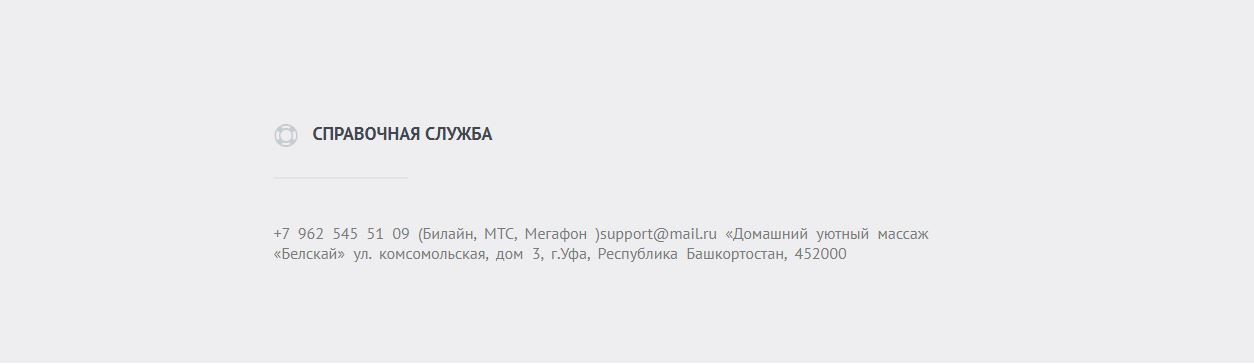 СПРАВОЧНАЯ СЛУЖБА
+7 962 545 51 09 (Билайн, МТС, Мегафон )support@mail.ru «Домашний уютный массаж
«Белскай» ул. комсомольская, дом 3, г.Уфа, Республика Башкортостан, 452000